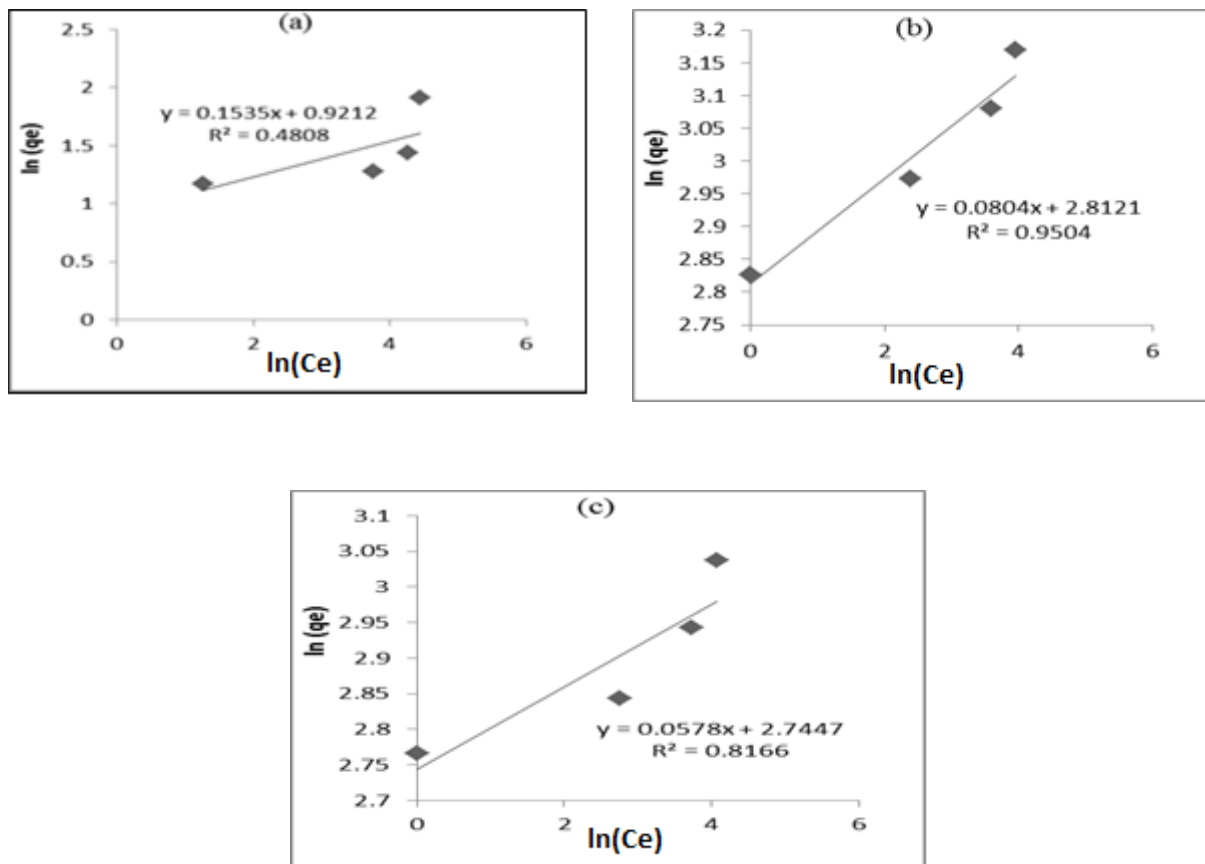 (a)
2.5
2
1.5
1
0.5
0
ln (qe)
y = 0.1535x + 0.9212
R² = 0.4808
0 2 4 6
ln(Ce)
(b)
3.2
3.15
3.1
3.05
3
2.95
2.9
2.85
2.8
2.75
ln (qe)
y = 0.0804x + 2.8121
R² = 0.9504
0 2 4 6
ln(Ce)
(c)
3.1
3.05
3
2.95
2.9
2.85
2.8
2.75
2.7
ln (qe)
y = 0.0578x + 2.7447
R² = 0.8166
0 2 4 6
ln(Ce)